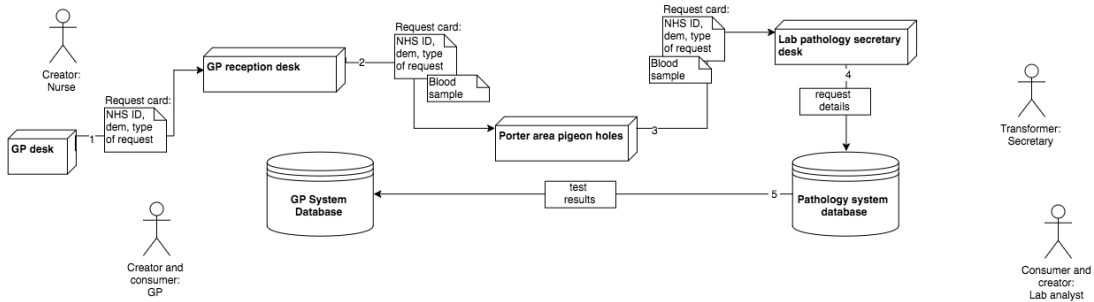 Creator:
Nurse
Request card:
NHS ID,
dem, type
of request
GP desk
1
GP reception desk
2
Request card:
NHS ID,
dem, type
of request
Blood
sample
Porter area pigeon holes
3
Request card:
NHS ID,
dem, type
of request
Blood
sample
Lab pathology secretary
desk
4
request
details
Transformer:
Secretary
Pathology system
database
5
test
results
GP System
Database
Creator and
consumer:
GP
Consumer and
creator:
Lab analyst